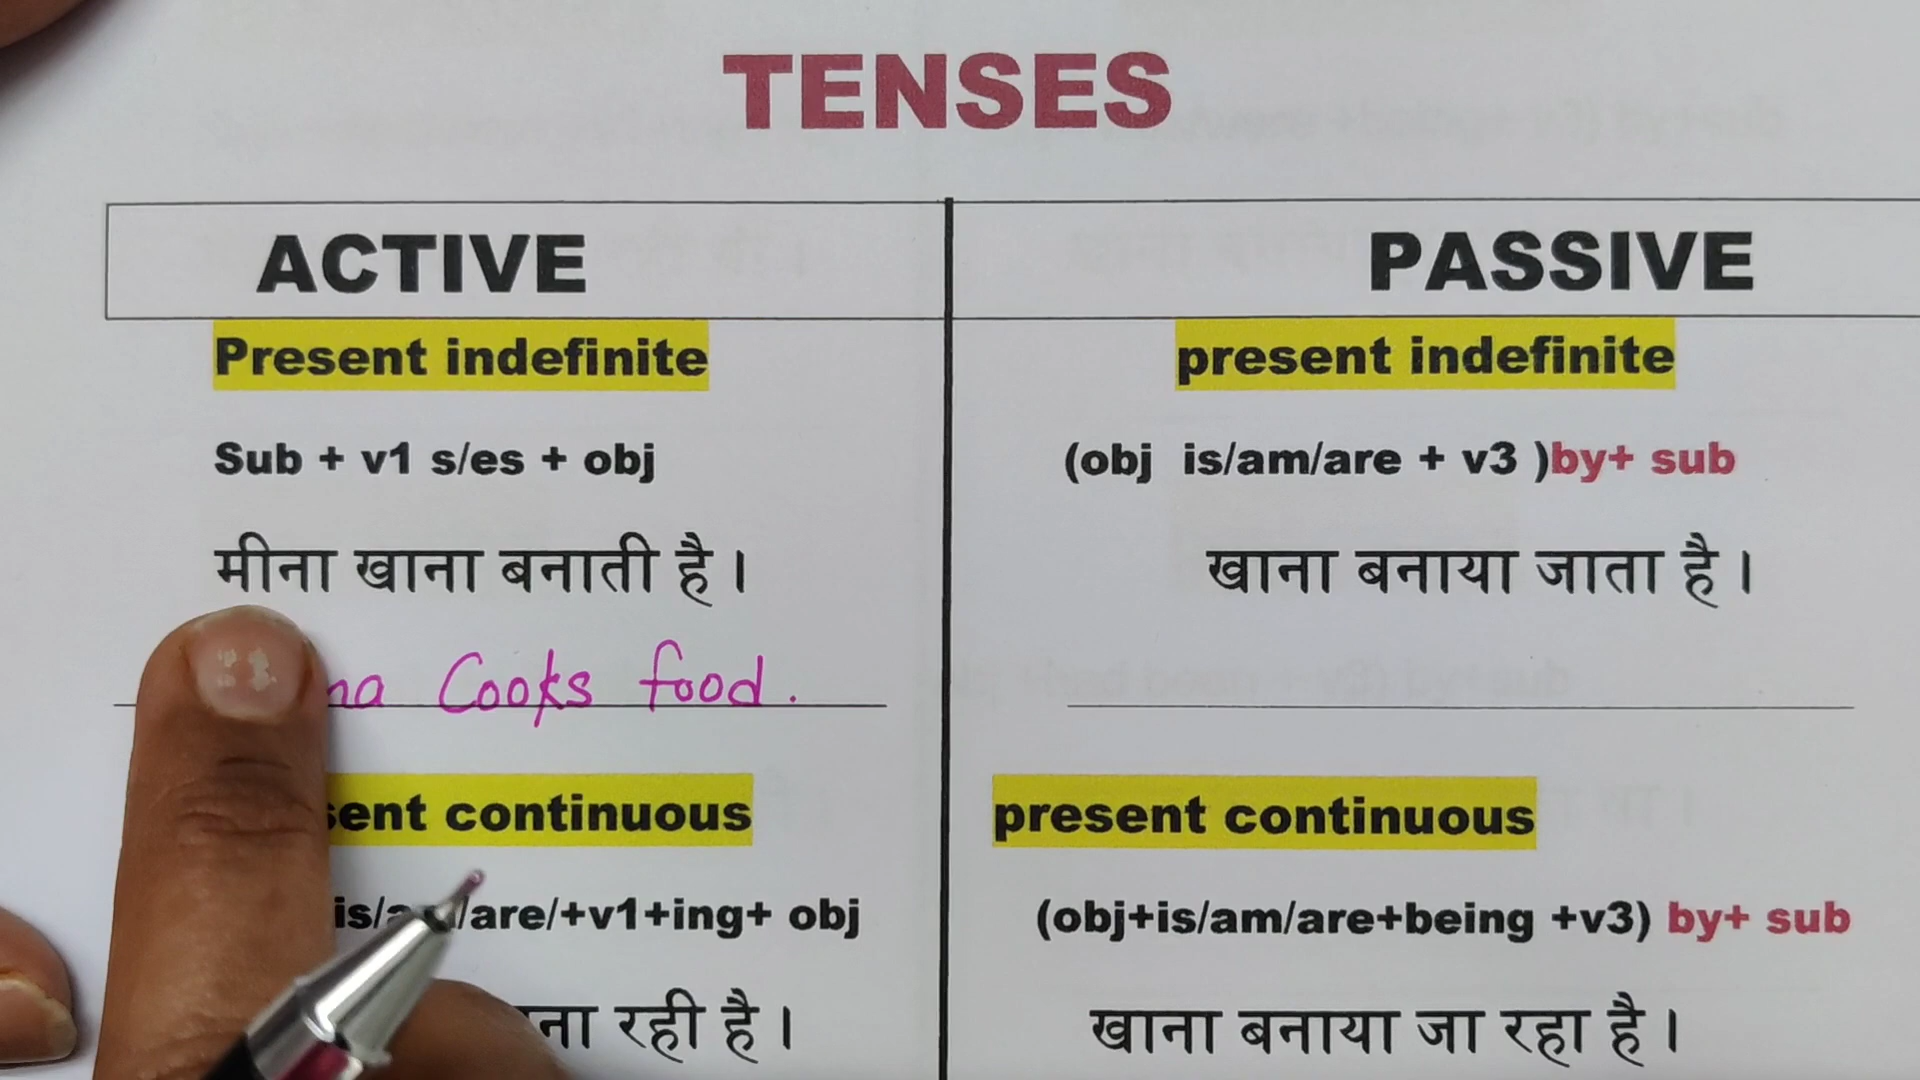 TENSES
ACTIVE
PASSIVE
Present indefinite
present indefinite
Sub + v1 s/es + obj
(obj is/am/are + v3 )by+ sub
मीना खाना बनाती है।
खाना बनाया जाता है।
Cooks food.
continuous
present continuous
is/am/are/+v1+ing+ obj
(obj+is/am/are+being +v3) by+ sub
रही है।
खाना बनाया जा रहा है।